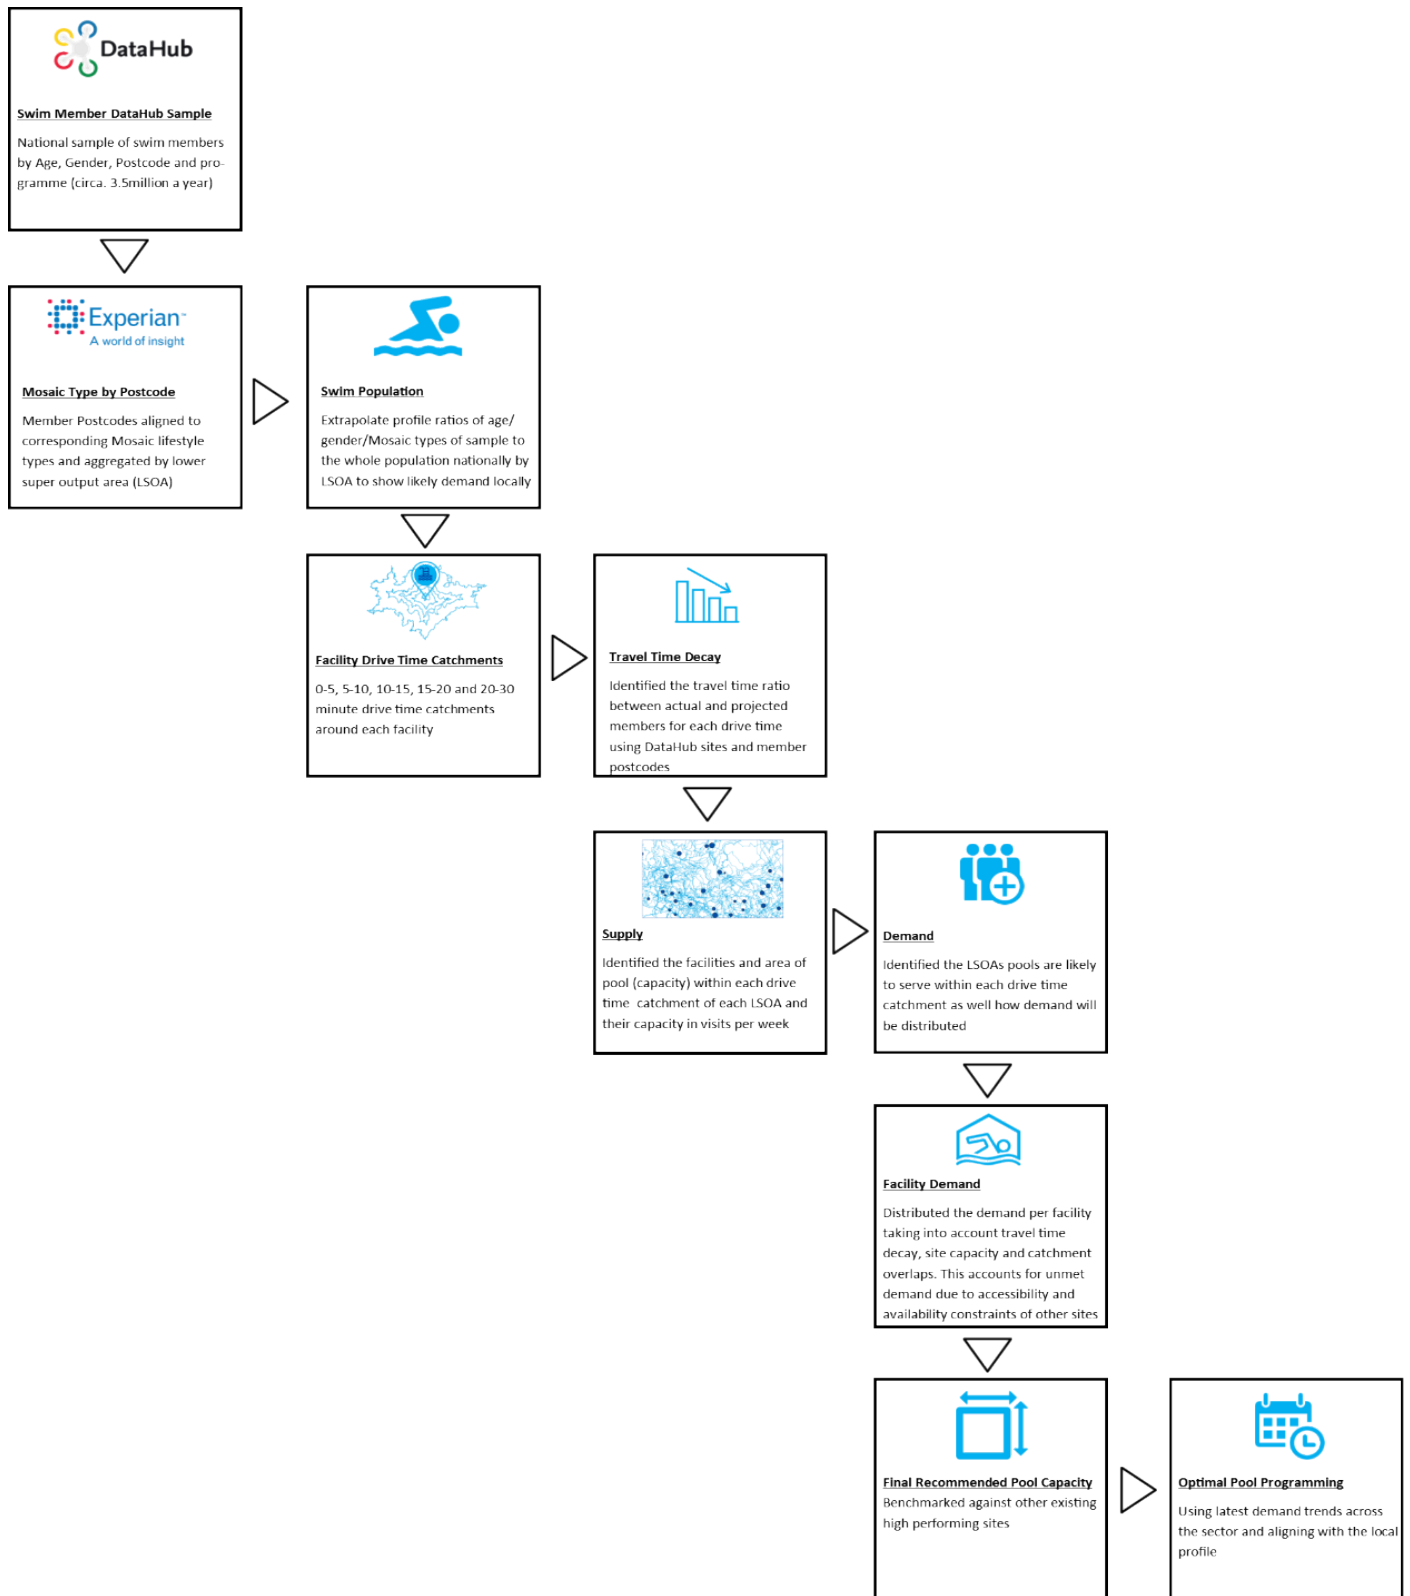 DataHub
Swim Member DataHub Sample
National sample of swim members
by Age, Gender, Postcode and pro-
gramme (circa. 3.5million a year)
Experian™
A world of insight
Mosaic Type by Postcode
Member Postcodes aligned to
corresponding Mosaic lifestyle
types and aggregated by lower
super output area (LSOA)
Swim Population
Extrapolate profile ratios of age/
gender/Mosaic types of sample to
the whole population nationally by
LSOA to show likely demand locally
Facility Drive Time Catchments
0-5, 5-10, 10-15, 15-20 and 20-30
minute drive time catchments
around each facility
Travel Time Decay
Identified the travel time ratio
between actual and projected
members for each drive time
using DataHub sites and member
postcodes
Supply
Identified the facilities and area of
pool (capacity) within each drive
time catchment of each LSOA and
their capacity in visits per week
Demand
Identified the LSOAs pools are likely
to serve within each drive time
catchment as well how demand will
be distributed
Facility Demand
Distributed the demand per facility
taking into account travel time
decay, site capacity and catchment
overlaps. This accounts for unmet
demand due to accessibility and
availability constraints of other sites
Final Recommended Pool Capacity
Benchmarked against other existing
high performing sites
Optimal Pool Programming
Using latest demand trends across
the sector and aligning with the local
profile